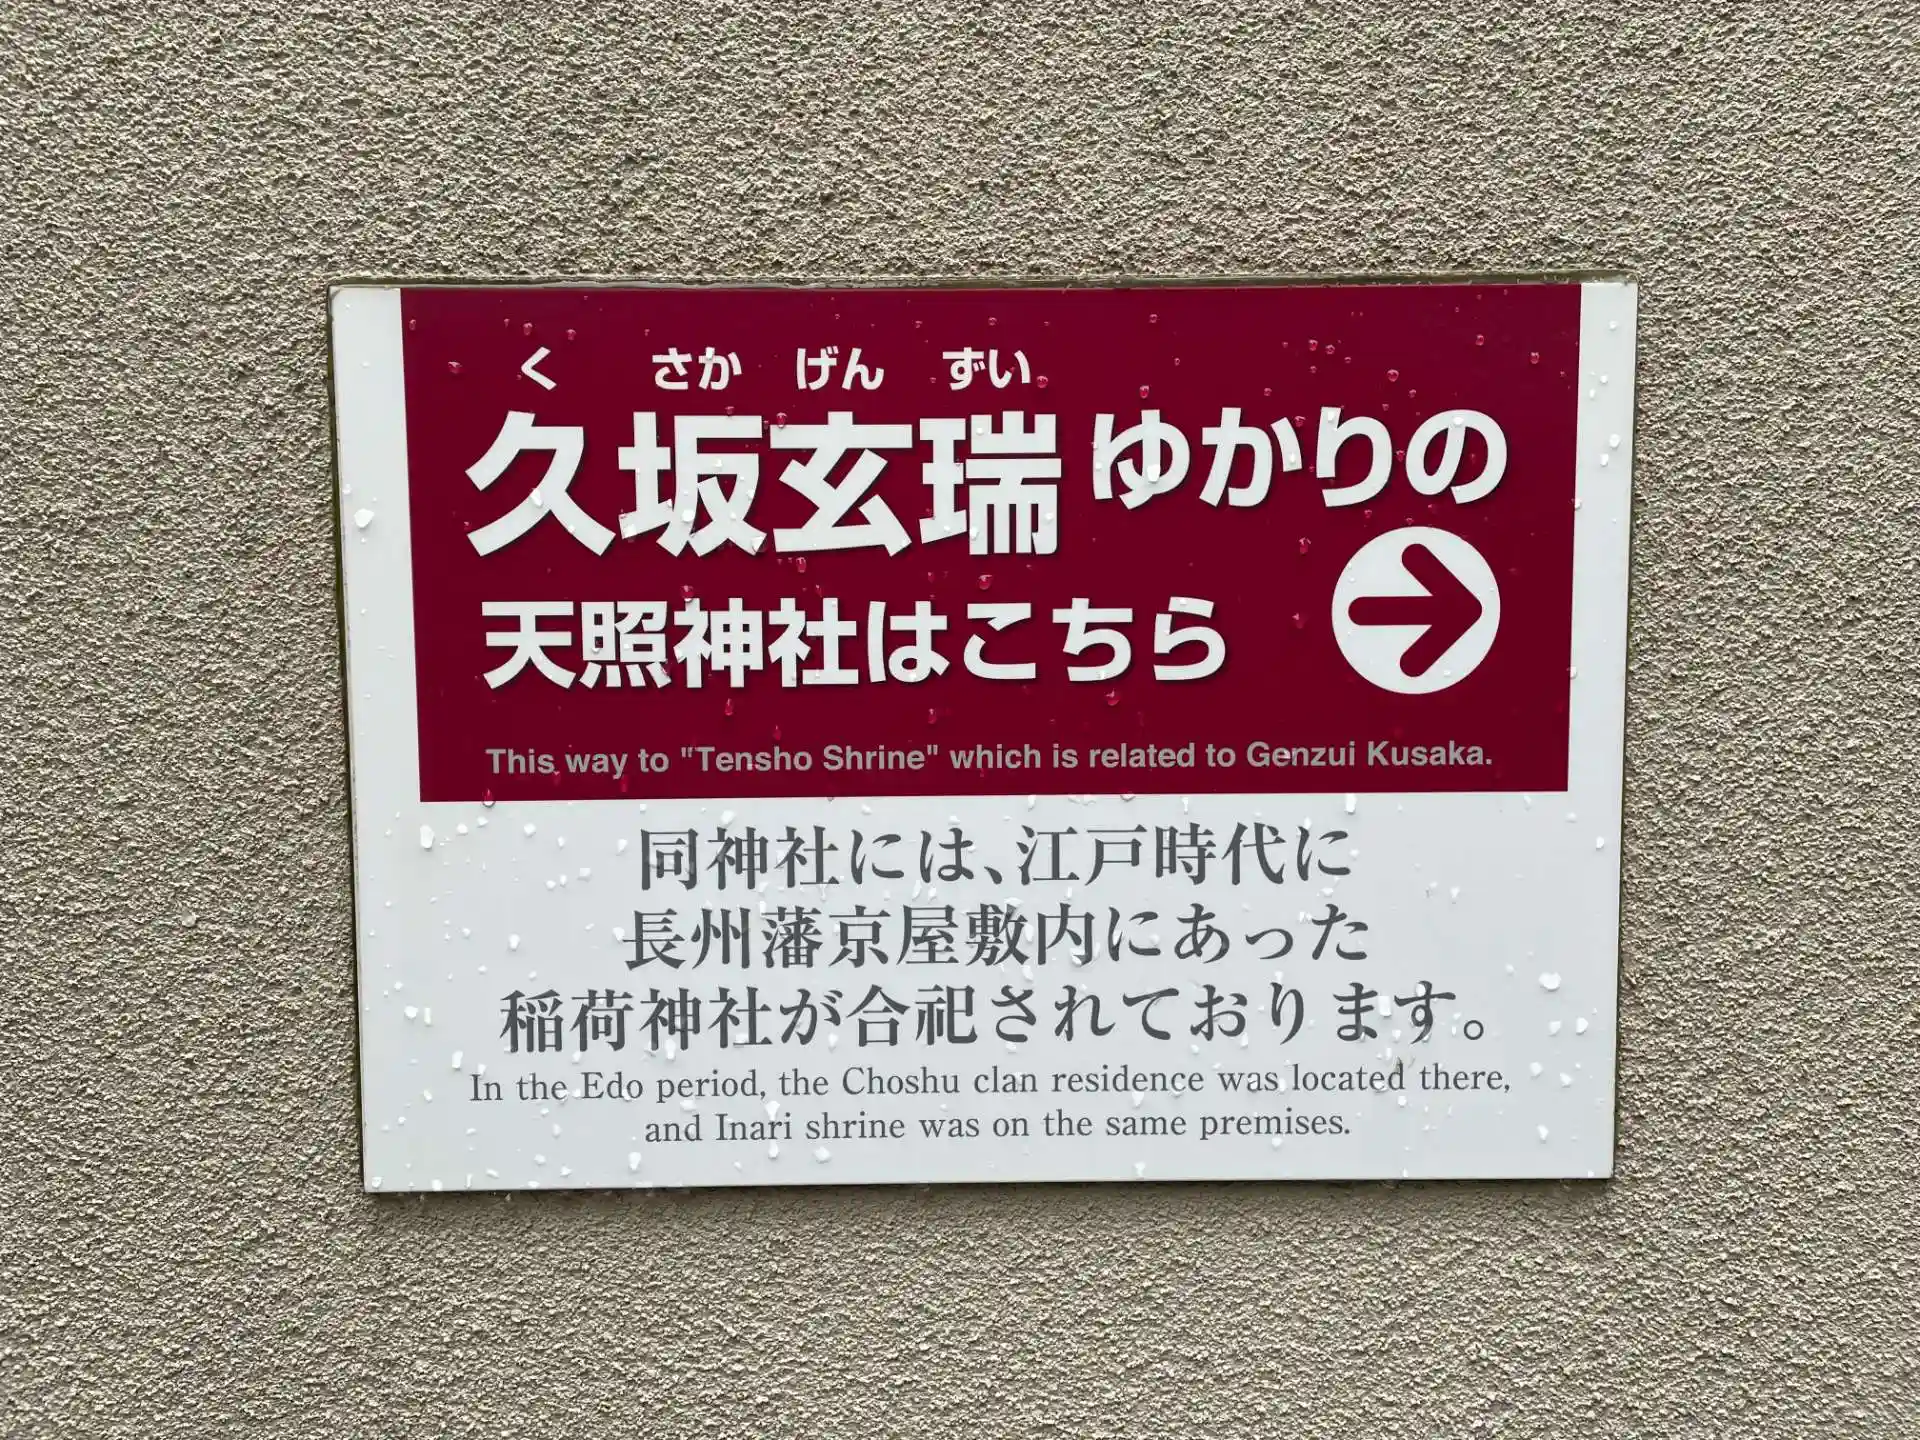 く さか げん ずい
久坂玄瑞ゆかりの
天照神社はこちら
This way to "Tensho Shrine" which is related to Genzui Kusaka.
同神社には、江戸時代に
長州藩京屋敷内にあった
稲荷神社が合祀されております。
In the Edo period, the Choshu clan residence was located there,
and Inari shrine was on the same premises.